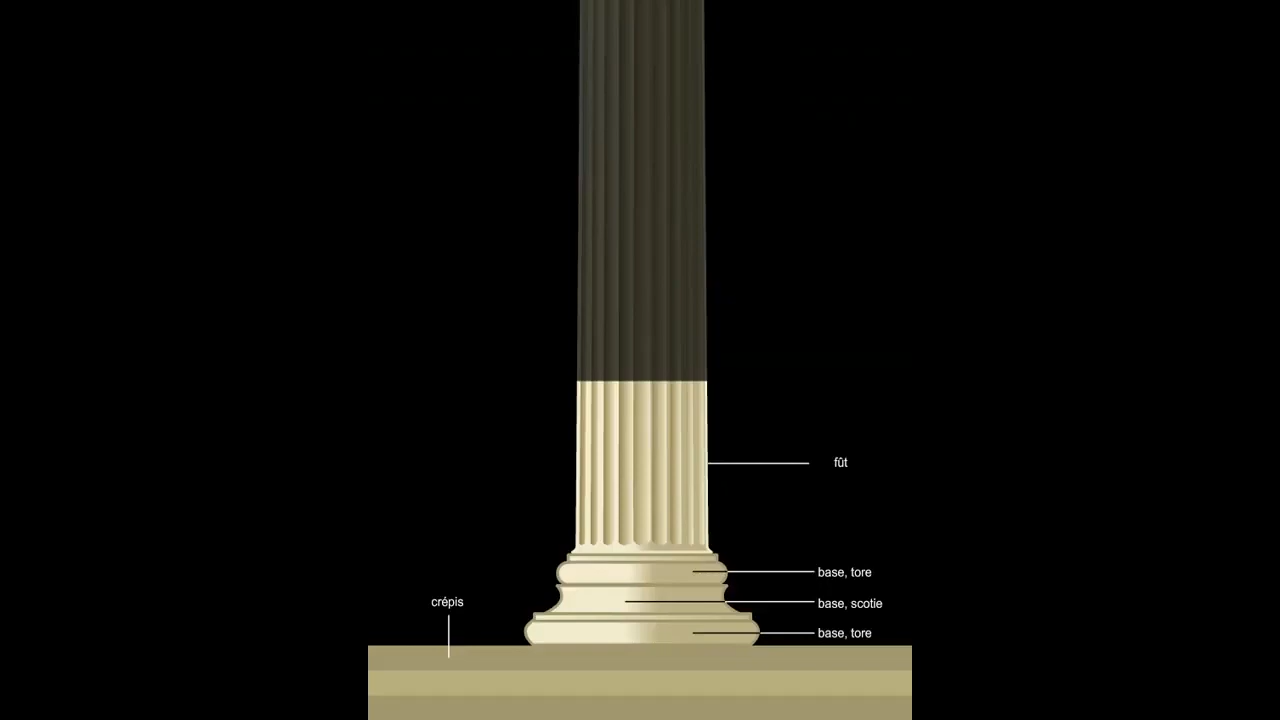 fût
base, tore
crépis
base, scotie
base, tore